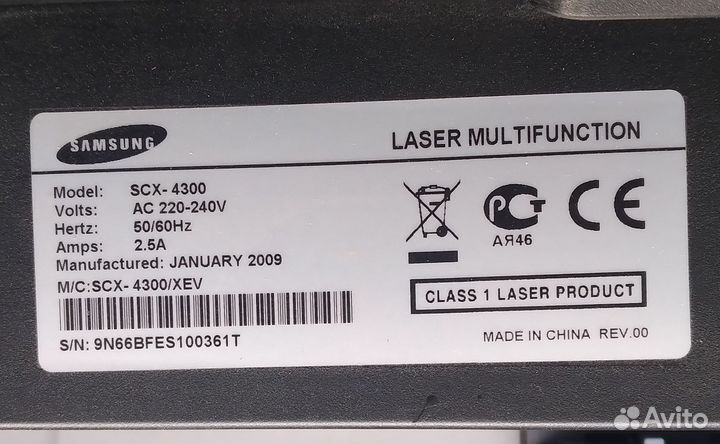 SAMSUNG
LASER MULTIFUNCTION
Model: SCX- 4300
Volts: AC 220-240V
Hertz: 50/60Hz
Amps: 2.5A
Manufactured: JANUARY 2009
M/C:SCX- 4300/XEV
S/N: 9N66BFES100361T
РСТ
АЯ46
CE
CLASS 1 LASER PRODUCT
MADE IN CHINA REV.00
Avito